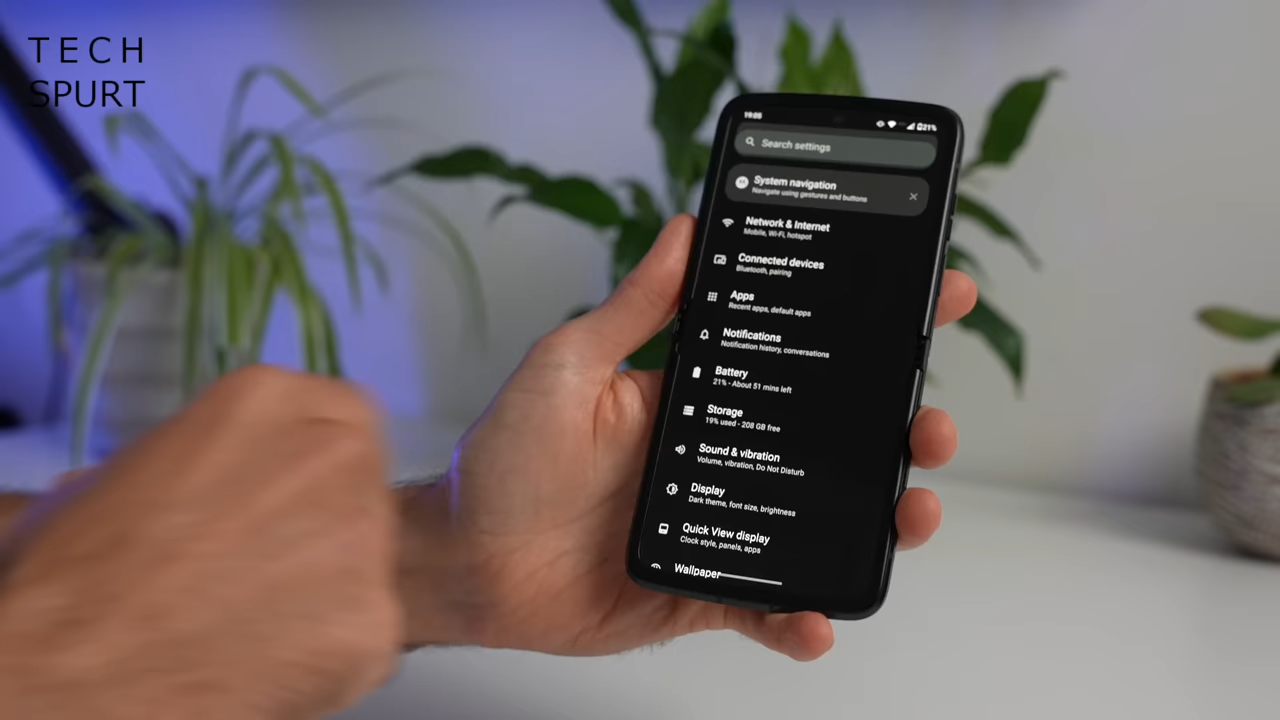 TECH
SPURT
19:05
21%
Search settings
System navigation
Navigate using gestures and buttons
Network & Internet
Mobile, Wi-Fi, hotspot
Connected devices
Bluetooth, pairing
Apps
Recent apps, default apps
Notifications
Notification history, conversations
Battery
21% - About 51 mins left
Storage
19% used - 208 GB free
Sound & vibration
Volume, vibration, Do Not Disturb
Display
Dark theme, font size, brightness
Quick View display
Clock style, panels, apps
Wallpaper